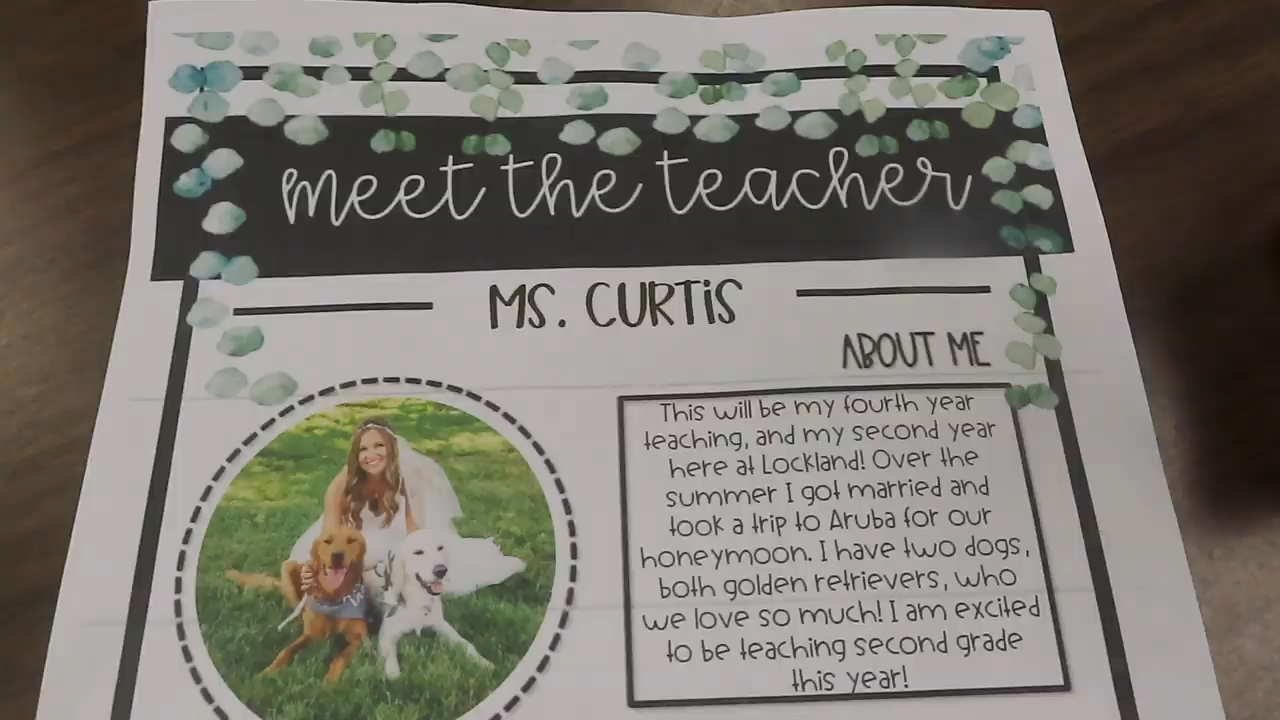 meet the teacher
MS. CURTiS
ABOUT ME
This will be my fourth year
teaching, and my second year
here at Lockland! Over the
summer I got married and
took a trip to Aruba for our
honeymoon. I have two dogs,
both golden retrievers, who
we love so much! I am excited
to be teaching second grade
this year!